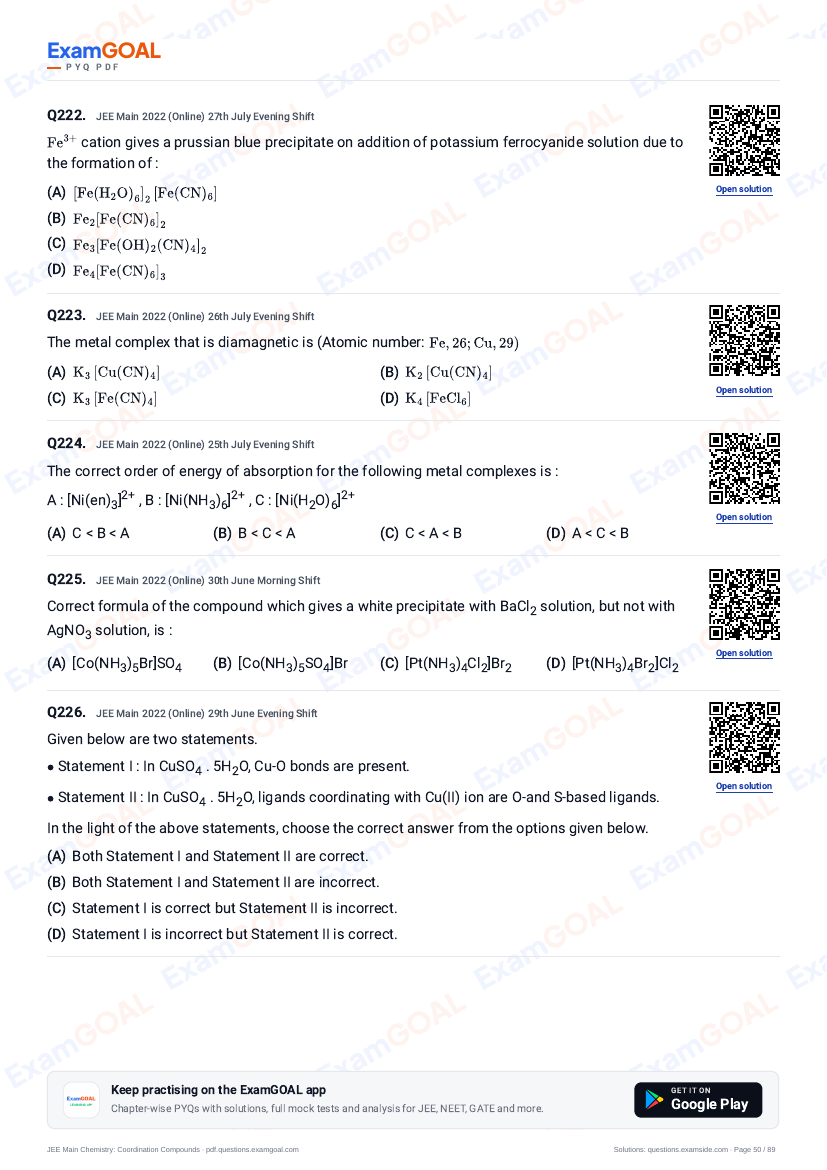 ExamGOAL
PYQ PDF
Q222. JEE Main 2022 (Online) 27th July Evening Shift
Fe³⁺ cation gives a prussian blue precipitate on addition of potassium ferrocyanide solution due to
the formation of :
Open solution
(A) [Fe(H₂O)₆]₂ [Fe(CN)₆]
(B) Fe₂[Fe(CN)₆]₂
(C) Fe₃[Fe(OH)₂(CN)₄]₂
(D) Fe₄[Fe(CN)₆]₃
Q223. JEE Main 2022 (Online) 26th July Evening Shift
The metal complex that is diamagnetic is (Atomic number: Fe, 26; Cu, 29)
(A) K₃ [Cu(CN)₄] (B) K₂ [Cu(CN)₄]
Open solution
(C) K₃ [Fe(CN)₄] (D) K₄ [FeCl₆]
Q224. JEE Main 2022 (Online) 25th July Evening Shift
The correct order of energy of absorption for the following metal complexes is :
A : [Ni(en)₃]²⁺ , B : [Ni(NH₃)₆]²⁺ , C : [Ni(H₂O)₆]²⁺
Open solution
(A) C < B < A (B) B < C < A (C) C < A < B (D) A < C < B
Q225. JEE Main 2022 (Online) 30th June Morning Shift
Correct formula of the compound which gives a white precipitate with BaCl₂ solution, but not with
AgNO₃ solution, is :
Open solution
(A) [Co(NH₃)₅Br]SO₄ (B) [Co(NH₃)₅SO₄]Br (C) [Pt(NH₃)₄Cl₂]Br₂ (D) [Pt(NH₃)₄Br₂]Cl₂
Q226. JEE Main 2022 (Online) 29th June Evening Shift
Given below are two statements.
• Statement I : In CuSO₄ . 5H₂O, Cu-O bonds are present.
Open solution
• Statement II : In CuSO₄ . 5H₂O, ligands coordinating with Cu(II) ion are O-and S-based ligands.
In the light of the above statements, choose the correct answer from the options given below.
(A) Both Statement I and Statement II are correct.
(B) Both Statement I and Statement II are incorrect.
(C) Statement I is correct but Statement II is incorrect.
(D) Statement I is incorrect but Statement II is correct.
Keep practising on the ExamGOAL app
Chapter-wise PYQs with solutions, full mock tests and analysis for JEE, NEET, GATE and more.
ExamGOAL
GET IT ON
Google Play
JEE Main Chemistry: Coordination Compounds · pdf.questions.examgoal.com
Solutions: questions.examside.com · Page 50 / 89